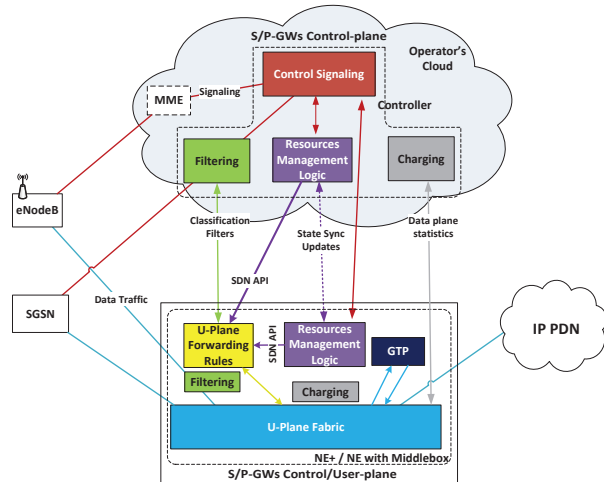 S/P-GWs Control-plane
Operator's
Cloud
Control Signaling
MME
Signaling
Controller
Filtering
Resources
Management
Logic
Charging
eNodeB
Classification
Filters
State Sync
Updates
Data plane
statistics
SDN API
SGSN
Data Traffic
IP PDN
U-Plane
Forwarding
Rules
SDN API
Resources
Management
Logic
GTP
Filtering
Charging
U-Plane Fabric
NE+ / NE with Middlebox
S/P-GWs Control/User-plane